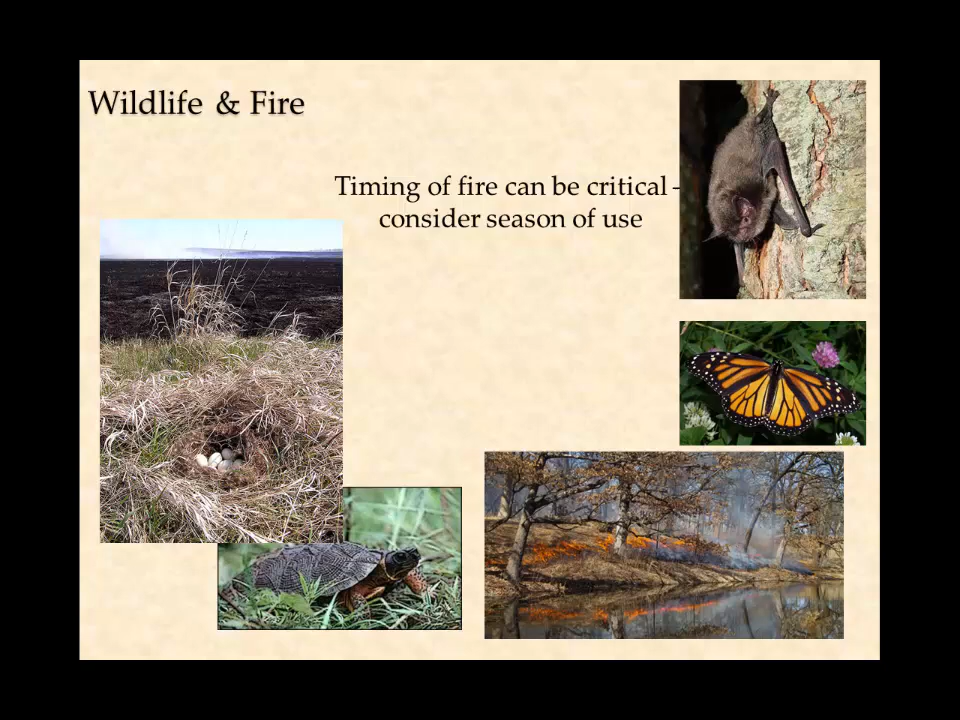 Wildlife & Fire
Timing of fire can be critical -
consider season of use